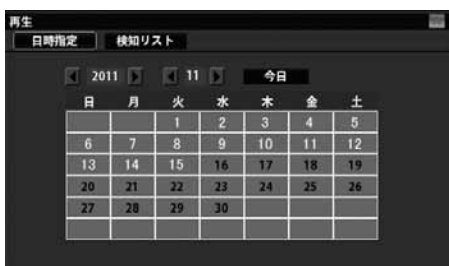 再生
日時指定 検知リスト
2011 11 今日
日 月 火 水 木 金 土
1 2 3 4 5
6 7 8 9 10 11 12
13 14 15 16 17 18 19
20 21 22 23 24 25 26
27 28 29 30